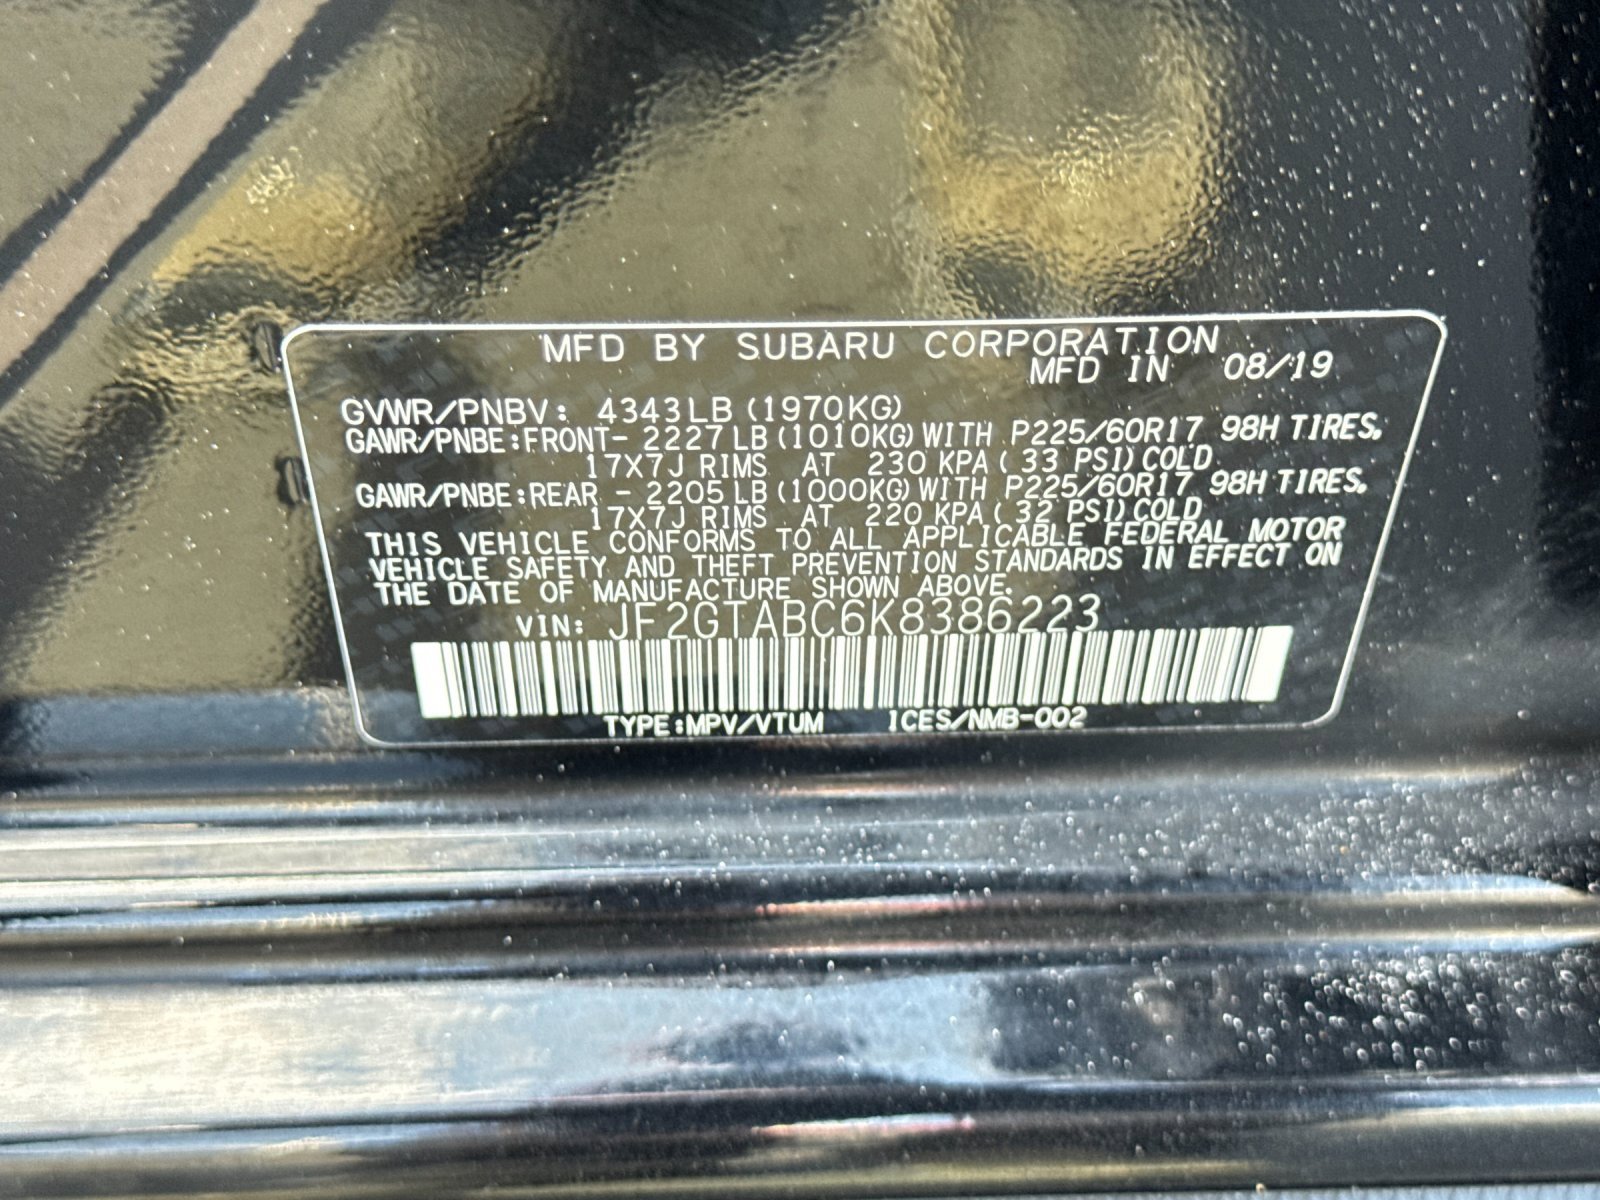 MFD BY SUBARU CORPORATION
MFD IN 08/19
GVWR/PNBV: 4343LB (1970KG)
GAWR/PNBE:FRONT- 2227LB (1010KG) WITH P225/60R17 98H TIRES.
17X7J RIMS AT 230 KPA ( 33 PSI) COLD
GAWR/PNBE:REAR - 2205LB (1000KG) WITH P225/60R17 98H TIRES.
17X7J RIMS AT 220 KPA ( 32 PSI) COLD
THIS VEHICLE CONFORMS TO ALL APPLICABLE FEDERAL MOTOR
VEHICLE SAFETY AND THEFT PREVENTION STANDARDS IN EFFECT ON
THE DATE OF MANUFACTURE SHOWN ABOVE.
VIN: JF2GTABC6K8386223
TYPE:MPV/VTUM ICES/NMB-002